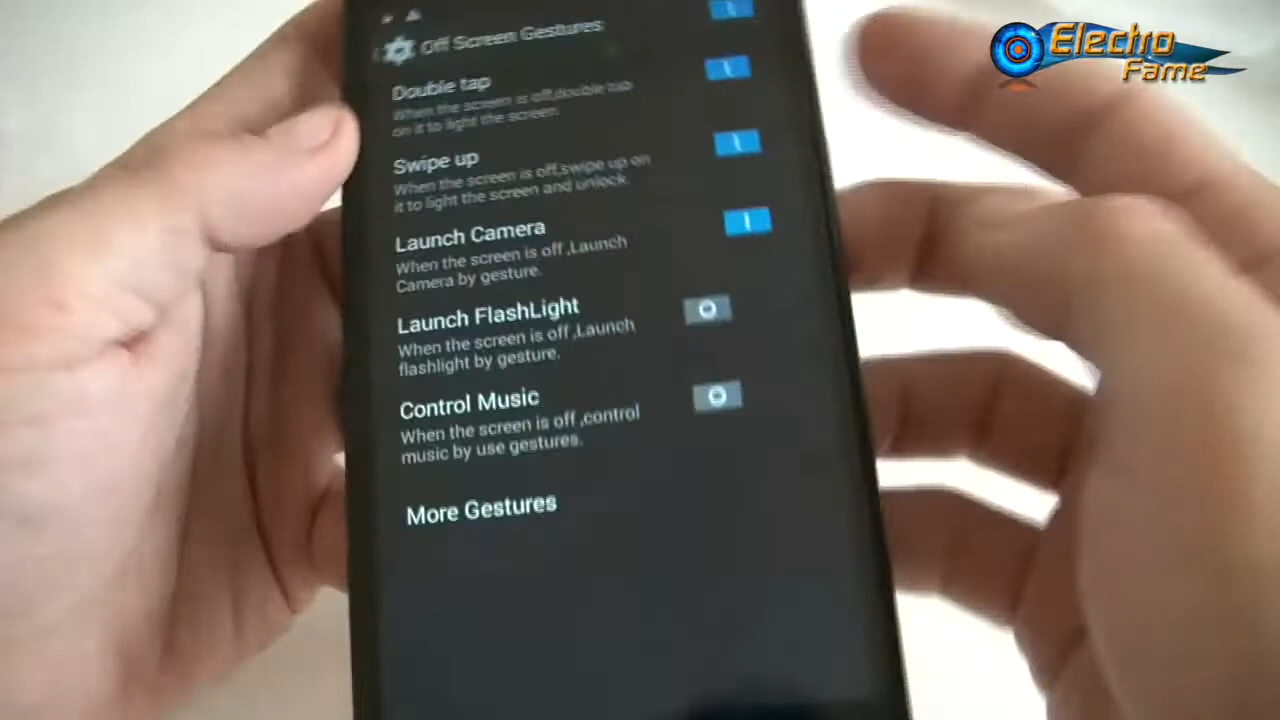 Electro
Fame
Off Screen Gestures
Double tap
When the screen is off,double tab
on it to light the screen.
Swipe up
When the screen is off,swipe up on
it to light the screen and unlock.
Launch Camera
When the screen is off ,Launch
Camera by gesture.
Launch FlashLight
When the screen is off ,Launch
flashlight by gesture.
Control Music
When the screen is off ,control
music by use gestures.
More Gestures